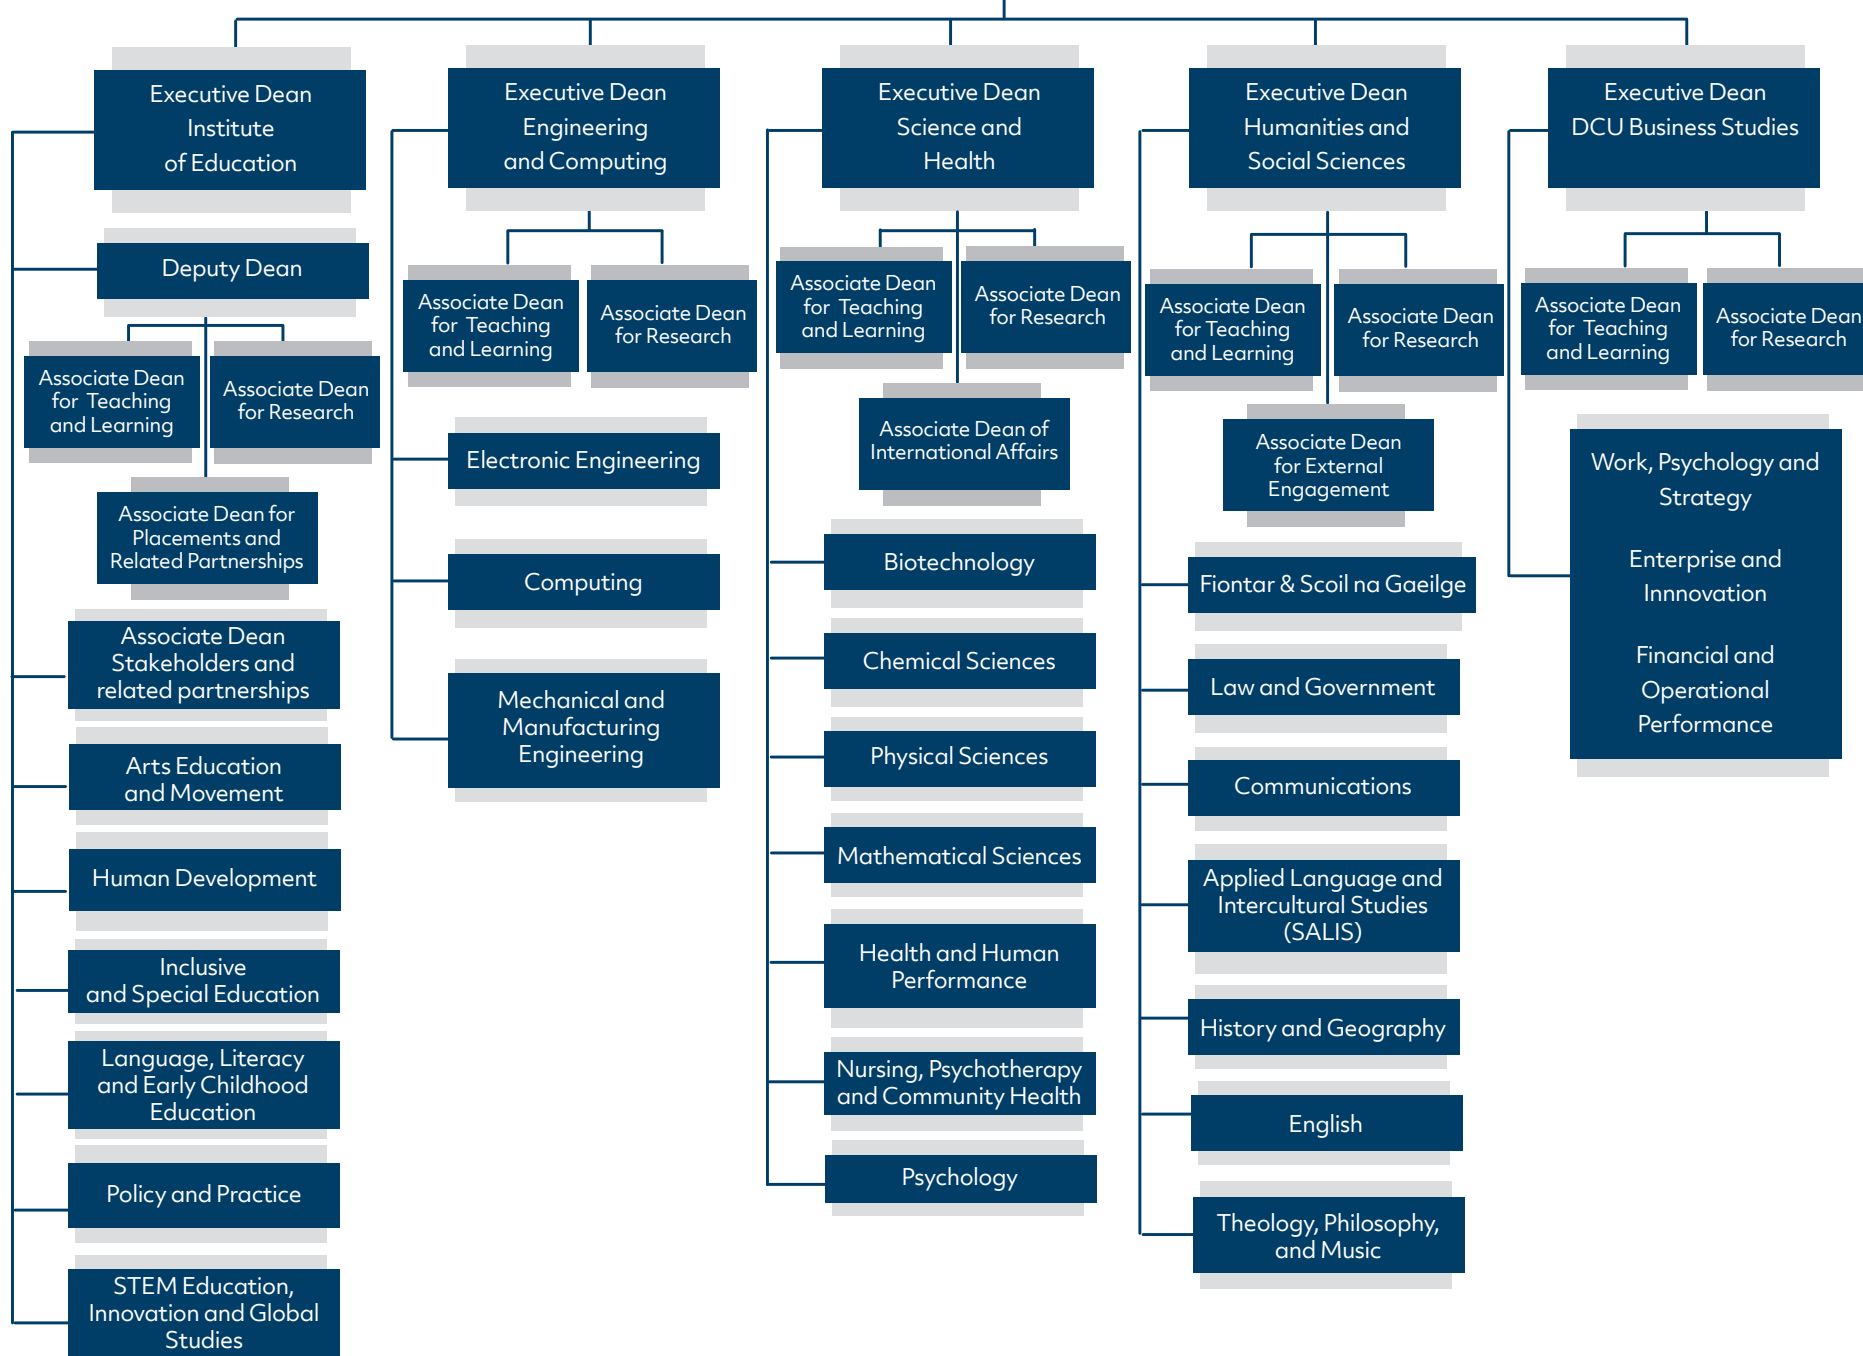 Executive Dean
Institute
of Education
Deputy Dean
Associate Dean
for Teaching
and Learning
Associate Dean
for Research
Associate Dean for
Placements and
Related Partnerships
Associate Dean
Stakeholders and
related partnerships
Arts Education
and Movement
Human Development
Inclusive
and Special Education
Language, Literacy
and Early Childhood
Education
Policy and Practice
STEM Education,
Innovation and Global
Studies
Executive Dean
Engineering
and Computing
Associate Dean
for Teaching
and Learning
Associate Dean
for Research
Electronic Engineering
Computing
Mechanical and
Manufacturing
Engineering
Executive Dean
Science and
Health
Associate Dean
for Teaching
and Learning
Associate Dean
for Research
Associate Dean of
International Affairs
Biotechnology
Chemical Sciences
Physical Sciences
Mathematical Sciences
Health and Human
Performance
Nursing, Psychotherapy
and Community Health
Psychology
Executive Dean
Humanities and
Social Sciences
Associate Dean
for Teaching
and Learning
Associate Dean
for Research
Associate Dean
for External
Engagement
Fiontar & Scoil na Gaeilge
Law and Government
Communications
Applied Language and
Intercultural Studies
(SALIS)
History and Geography
English
Theology, Philosophy,
and Music
Executive Dean
DCU Business Studies
Associate Dean
for Teaching
and Learning
Associate Dean
for Research
Work, Psychology and
Strategy
Enterprise and
Innnovation
Financial and
Operational
Performance